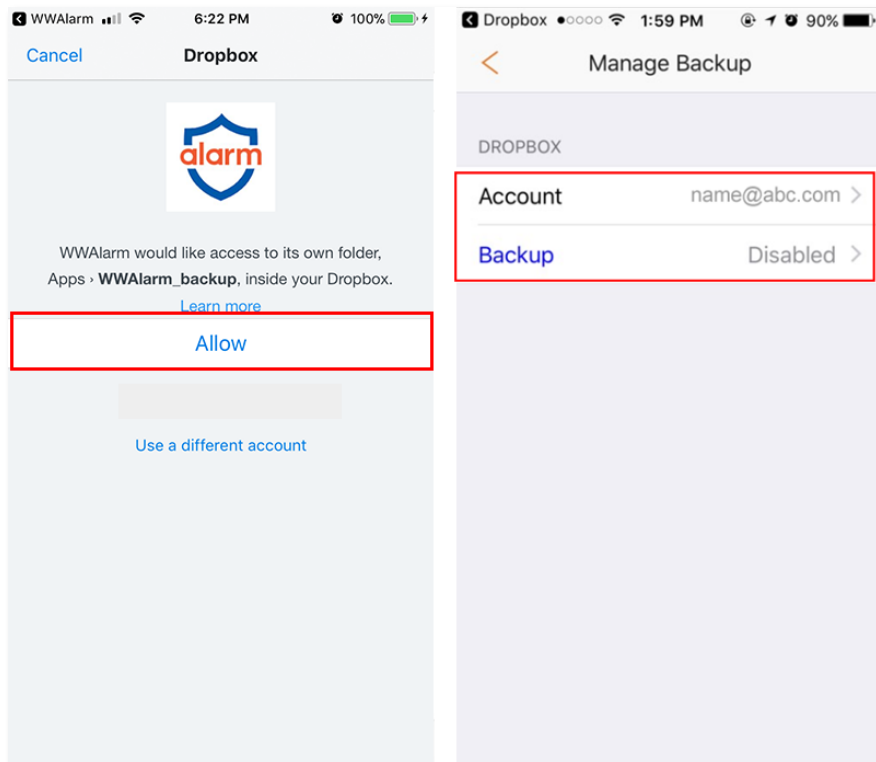 WWAlarm 6:22 PM 100%
Cancel Dropbox
alarm
WWAlarm would like access to its own folder,
Apps › WWAlarm_backup, inside your Dropbox.
Learn more
Allow
Use a different account
Dropbox 1:59 PM 90%
Manage Backup
DROPBOX
Account name@abc.com
Backup Disabled